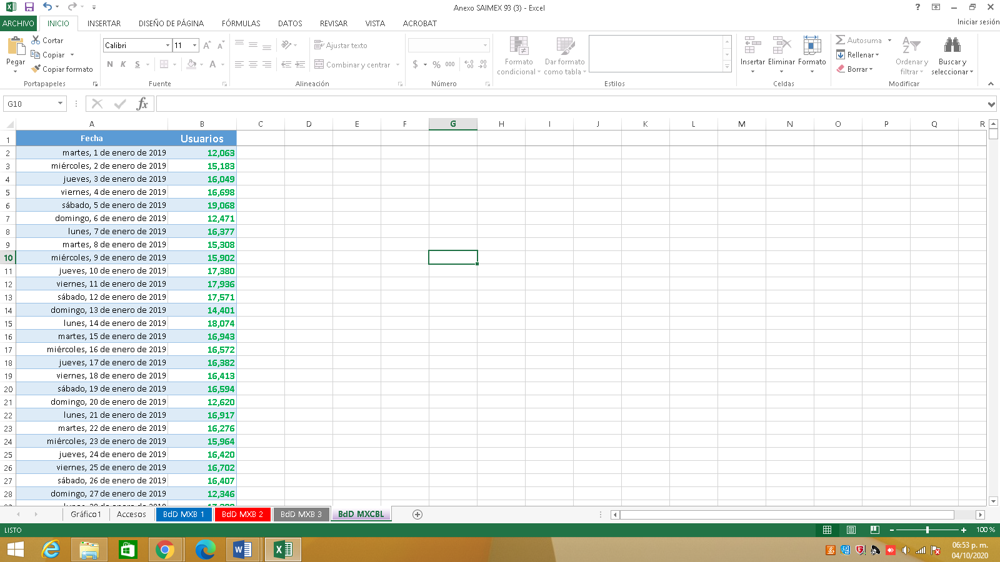 Anexo SAIMEX 93 (3) - Excel
ARCHIVO INICIO INSERTAR DISEÑO DE PÁGINA FÓRMULAS DATOS REVISAR VISTA ACROBAT Iniciar sesión
Pegar
Cortar
Copiar
Copiar formato
Portapapeles
Calibri 11
N K S
Fuente
Ajustar texto
Combinar y centrar
Alineación
$ % 000
Número
Formato condicional
Dar formato como tabla
Estilos
Insertar Eliminar Formato
Celdas
Autosuma
Rellenar
Borrar
Ordenar y filtrar
Buscar y seleccionar
Modificar
G10 fx
A B C D E F G H I J K L M N O P Q R
1 Fecha Usuarios
2 martes, 1 de enero de 2019 12,063
3 miércoles, 2 de enero de 2019 15,183
4 jueves, 3 de enero de 2019 16,049
5 viernes, 4 de enero de 2019 16,698
6 sábado, 5 de enero de 2019 19,068
7 domingo, 6 de enero de 2019 12,471
8 lunes, 7 de enero de 2019 16,377
9 martes, 8 de enero de 2019 15,308
10 miércoles, 9 de enero de 2019 15,902
11 jueves, 10 de enero de 2019 17,380
12 viernes, 11 de enero de 2019 17,936
13 sábado, 12 de enero de 2019 17,571
14 domingo, 13 de enero de 2019 14,401
15 lunes, 14 de enero de 2019 18,074
16 martes, 15 de enero de 2019 16,943
17 miércoles, 16 de enero de 2019 16,572
18 jueves, 17 de enero de 2019 16,382
19 viernes, 18 de enero de 2019 16,413
20 sábado, 19 de enero de 2019 16,594
21 domingo, 20 de enero de 2019 12,620
22 lunes, 21 de enero de 2019 16,917
23 martes, 22 de enero de 2019 16,276
24 miércoles, 23 de enero de 2019 15,964
25 jueves, 24 de enero de 2019 16,420
26 viernes, 25 de enero de 2019 16,702
27 sábado, 26 de enero de 2019 16,407
28 domingo, 27 de enero de 2019 12,346
Gráfico1 Accesos BdD MXB 1 BdD MXB 2 BdD MXB 3 BdD MXCBL
LISTO 100 %
06:53 p. m.
04/10/2020